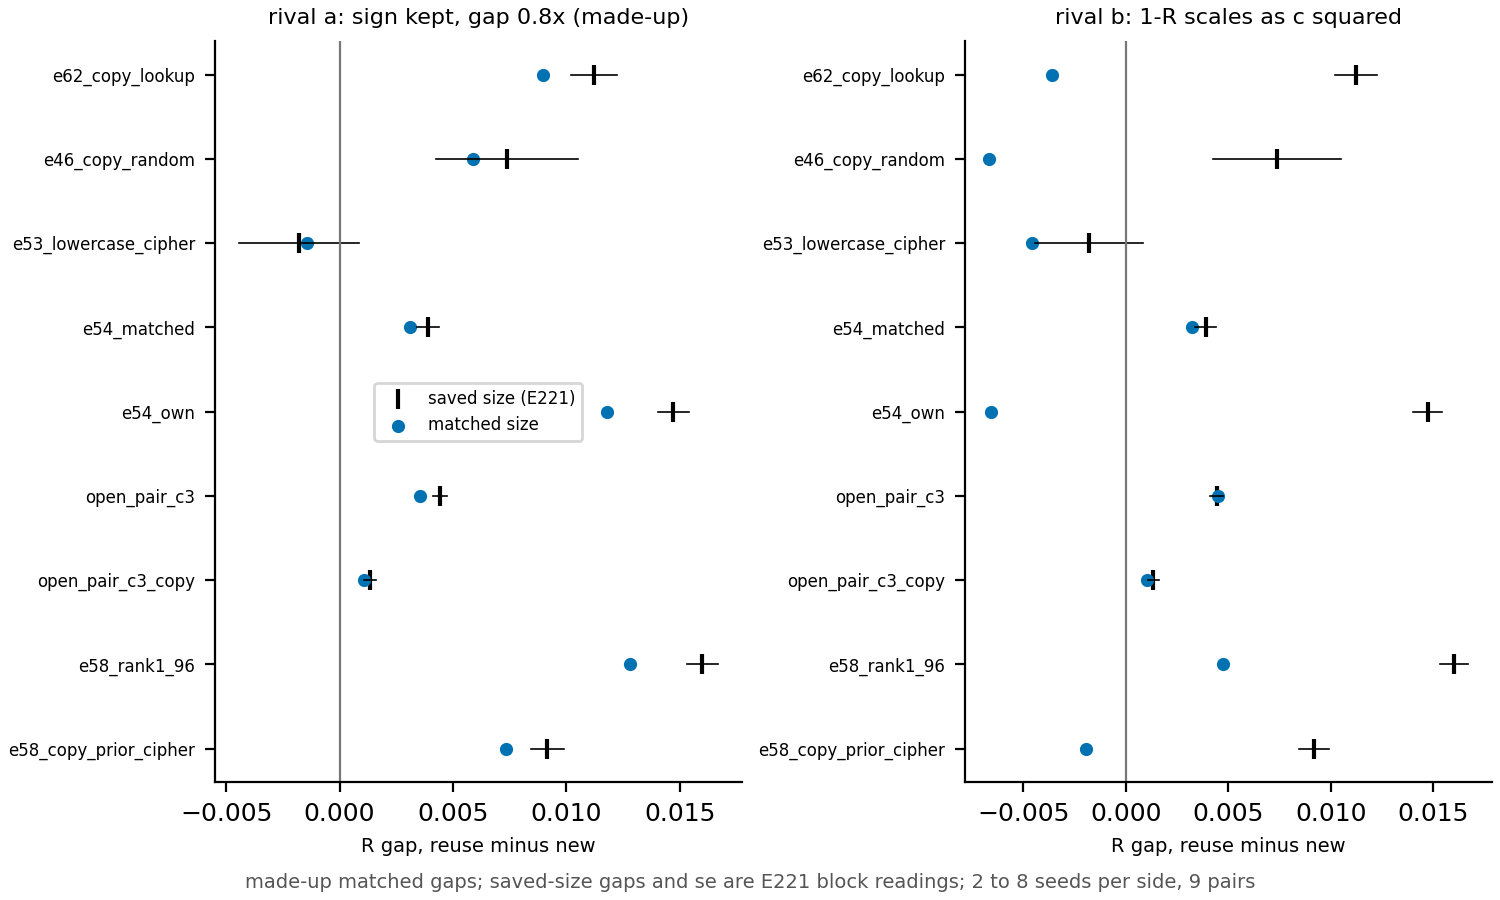 rival a: sign kept, gap 0.8x (made-up)
e62_copy_lookup
e46_copy_random
e53_lowercase_cipher
e54_matched
e54_own
open_pair_c3
open_pair_c3_copy
e58_rank1_96
e58_copy_prior_cipher
saved size (E221)
matched size
−0.005 0.000 0.005 0.010 0.015
R gap, reuse minus new
rival b: 1-R scales as c squared
e62_copy_lookup
e46_copy_random
e53_lowercase_cipher
e54_matched
e54_own
open_pair_c3
open_pair_c3_copy
e58_rank1_96
e58_copy_prior_cipher
−0.005 0.000 0.005 0.010 0.015
R gap, reuse minus new
made-up matched gaps; saved-size gaps and se are E221 block readings; 2 to 8 seeds per side, 9 pairs